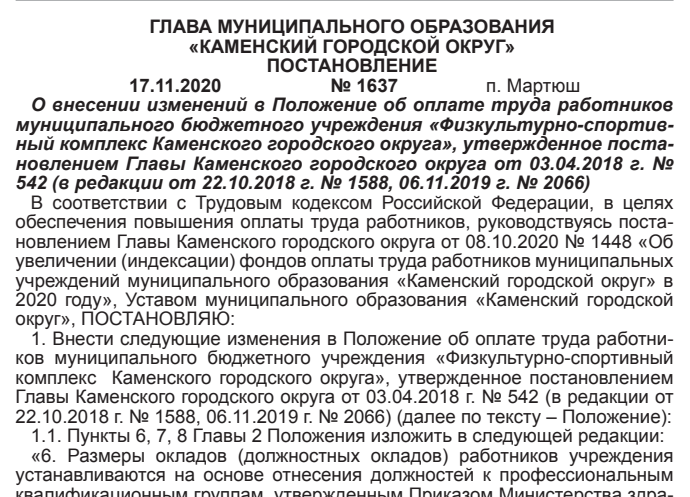 ГЛАВА МУНИЦИПАЛЬНОГО ОБРАЗОВАНИЯ
«КАМЕНСКИЙ ГОРОДСКОЙ ОКРУГ»
ПОСТАНОВЛЕНИЕ
17.11.2020 № 1637 п. Мартюш
О внесении изменений в Положение об оплате труда работников
муниципального бюджетного учреждения «Физкультурно-спортив-
ный комплекс Каменского городского округа», утвержденное поста-
новлением Главы Каменского городского округа от 03.04.2018 г. №
542 (в редакции от 22.10.2018 г. № 1588, 06.11.2019 г. № 2066)
В соответствии с Трудовым кодексом Российской Федерации, в целях
обеспечения повышения оплаты труда работников, руководствуясь поста-
новлением Главы Каменского городского округа от 08.10.2020 № 1448 «Об
увеличении (индексации) фондов оплаты труда работников муниципальных
учреждений муниципального образования «Каменский городской округ» в
2020 году», Уставом муниципального образования «Каменский городской
округ», ПОСТАНОВЛЯЮ:
1. Внести следующие изменения в Положение об оплате труда работни-
ков муниципального бюджетного учреждения «Физкультурно-спортивный
комплекс Каменского городского округа», утвержденное постановлением
Главы Каменского городского округа от 03.04.2018 г. № 542 (в редакции от
22.10.2018 г. № 1588, 06.11.2019 г. № 2066) (далее по тексту – Положение):
1.1. Пункты 6, 7, 8 Главы 2 Положения изложить в следующей редакции:
«6. Размеры окладов (должностных окладов) работников учреждения
устанавливаются на основе отнесения должностей к профессиональным
квалификационным группам, утвержденным Приказом Министерства здра-